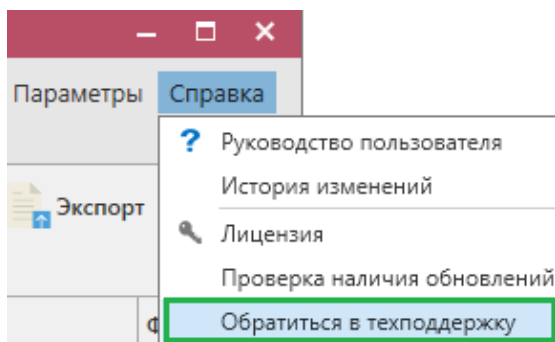 Параметры Справка
Руководство пользователя
История изменений
Экспорт
Лицензия
Проверка наличия обновлений
Обратиться в техподдержку